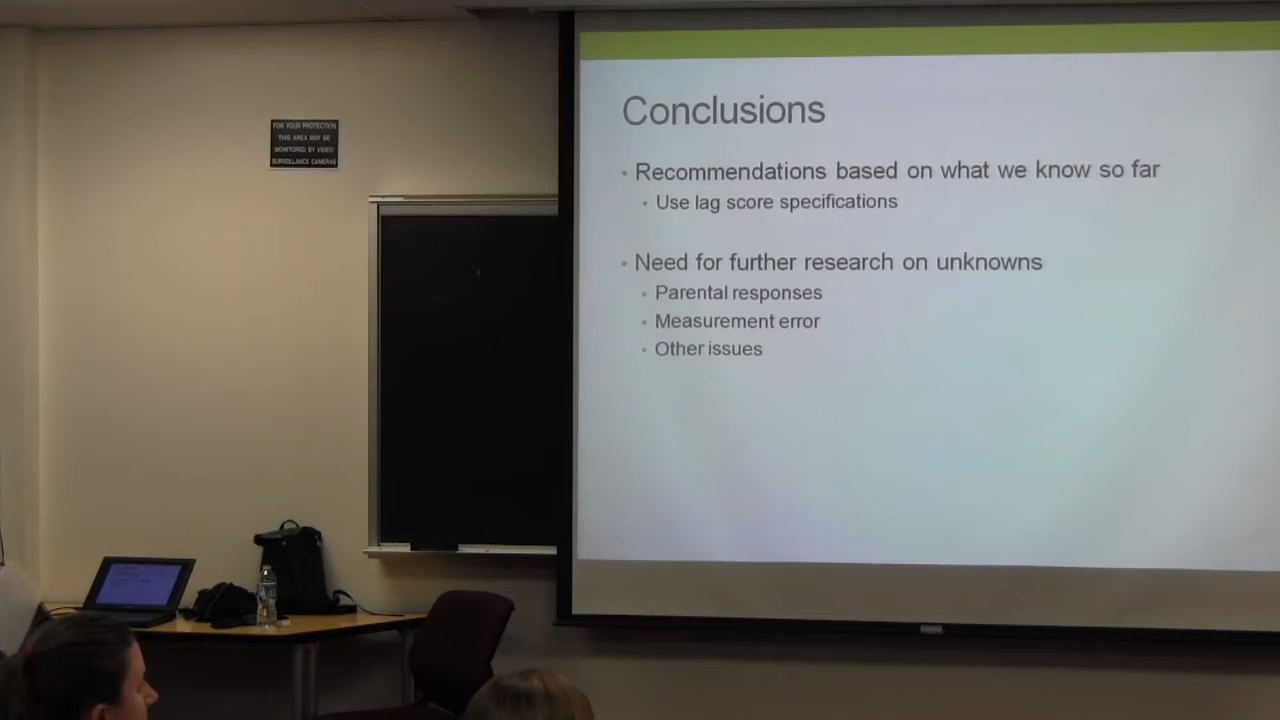 FOR YOUR PROTECTION
THIS AREA MAY BE
MONITORED BY VIDEO
SURVEILLANCE CAMERAS
Conclusions
• Recommendations based on what we know so far
• Use lag score specifications
• Need for further research on unknowns
• Parental responses
• Measurement error
• Other issues